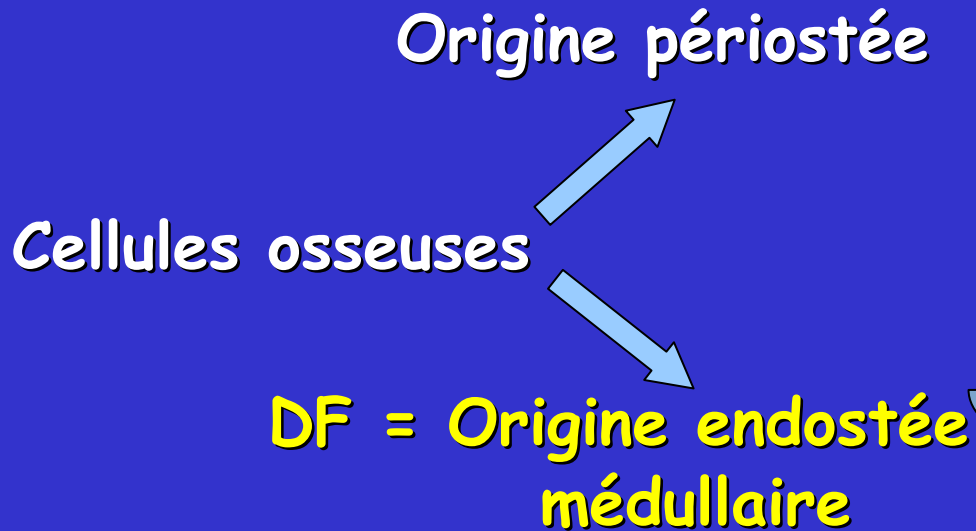 Origine périostée
Cellules osseuses
DF = Origine endostée
médullaire